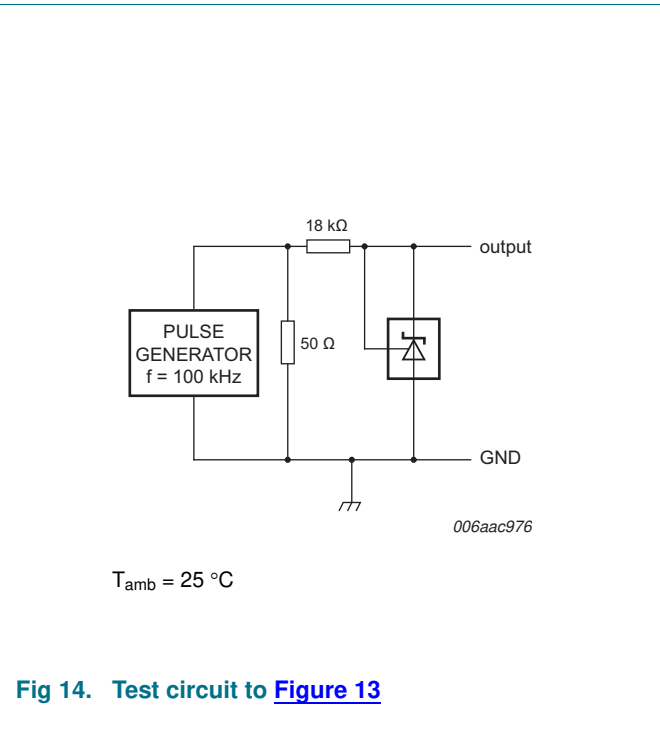 18 kΩ
output
PULSE
GENERATOR
f = 100 kHz
50 Ω
GND
006aac976
Tamb = 25 °C
Fig 14. Test circuit to Figure 13